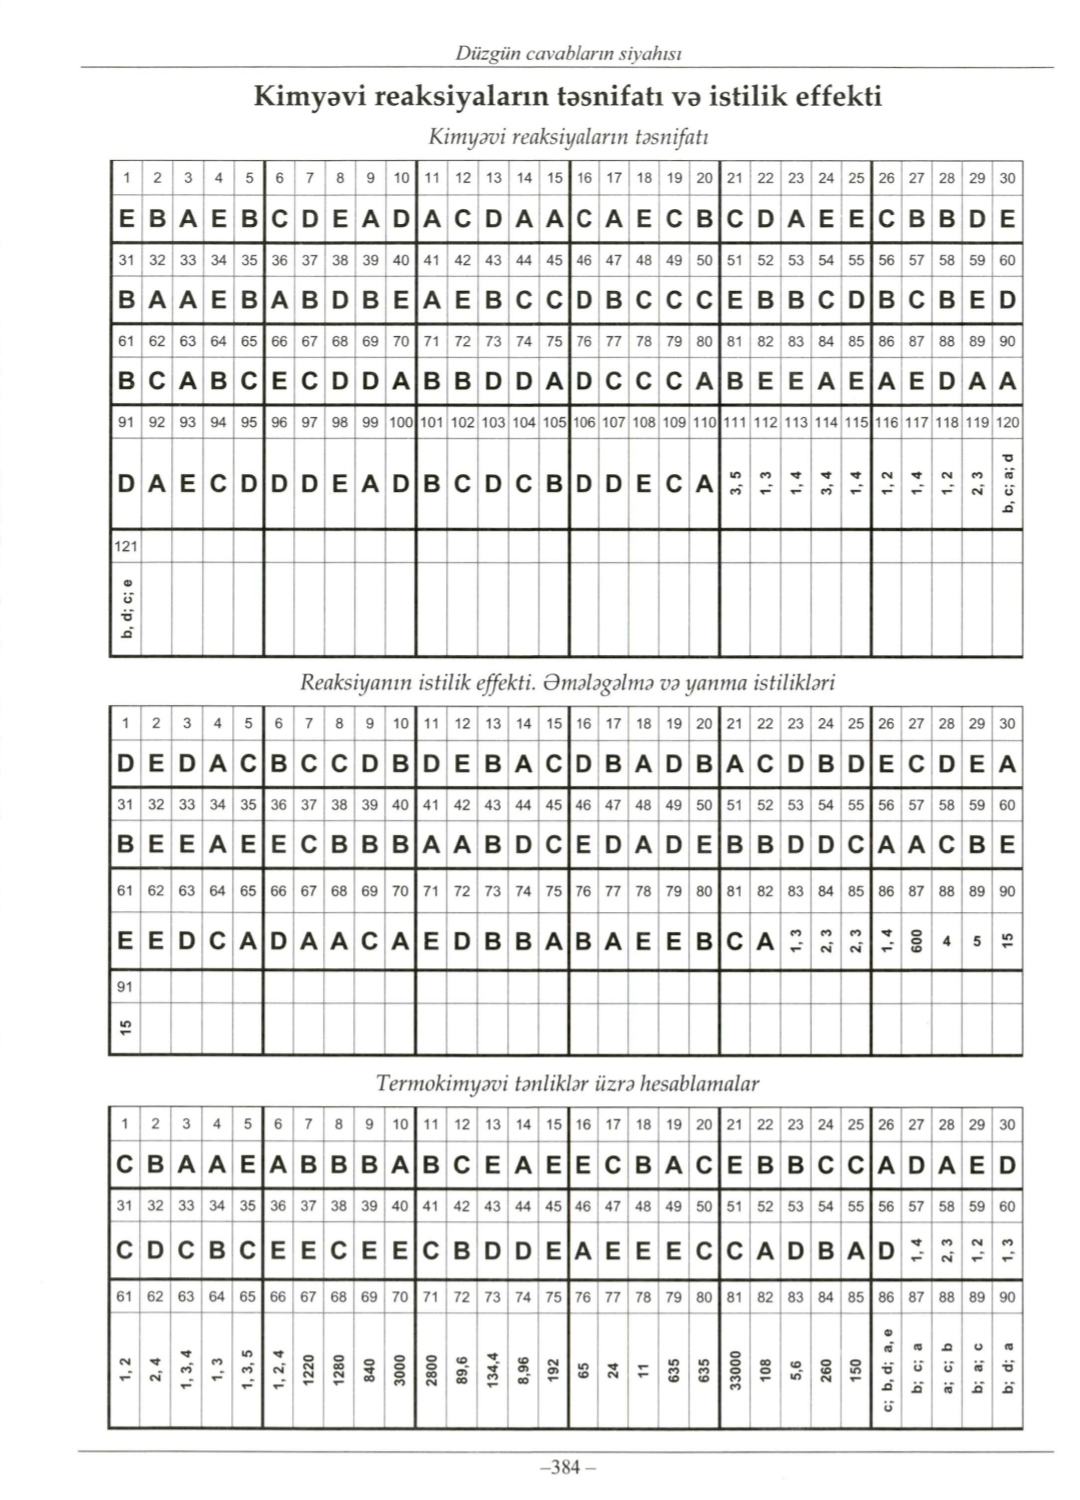 Düzgün cavabların siyahısı
Kimyəvi reaksiyaların təsnifatı və istilik effekti
Kimyəvi reaksiyaların təsnifatı
1 2 3 4 5 6 7 8 9 10 11 12 13 14 15 16 17 18 19 20 21 22 23 24 25 26 27 28 29 30
E B A E B C D E A D A C D A A C A E C B C D A E E C B B D E
31 32 33 34 35 36 37 38 39 40 41 42 43 44 45 46 47 48 49 50 51 52 53 54 55 56 57 58 59 60
B A A E B A B D B E A E B C C D B C C C E B B C D B C B E D
61 62 63 64 65 66 67 68 69 70 71 72 73 74 75 76 77 78 79 80 81 82 83 84 85 86 87 88 89 90
B C A B C E C D D A B B D D A D C C C A B E E A E A E D A A
91 92 93 94 95 96 97 98 99 100 101 102 103 104 105 106 107 108 109 110 111 112 113 114 115 116 117 118 119 120
D A E C D D D E A D B C D C B D D E C A 3, 5 1, 3 1, 4 3, 4 1, 4 1, 2 1, 4 1, 2 2, 3 b, c; a; d
121
b, d; c; e
Reaksiyanın istilik effekti. Əmələgəlmə və yanma istilikləri
1 2 3 4 5 6 7 8 9 10 11 12 13 14 15 16 17 18 19 20 21 22 23 24 25 26 27 28 29 30
D E D A C B C C D B D E B A C D B A D B A C D B D E C D E A
31 32 33 34 35 36 37 38 39 40 41 42 43 44 45 46 47 48 49 50 51 52 53 54 55 56 57 58 59 60
B E E A E E C B B B A A B D C E D A D E B B D D C A A C B E
61 62 63 64 65 66 67 68 69 70 71 72 73 74 75 76 77 78 79 80 81 82 83 84 85 86 87 88 89 90
E E D C A D A A C A E D B B A B A E E B C A 1, 3 2, 3 2, 3 1, 4 600 4 5 15
91
15
Termokimyəvi tənliklər üzrə hesablamalar
1 2 3 4 5 6 7 8 9 10 11 12 13 14 15 16 17 18 19 20 21 22 23 24 25 26 27 28 29 30
C B A A E A B B B A B C E A E E C B A C E B B C C A D A E D
31 32 33 34 35 36 37 38 39 40 41 42 43 44 45 46 47 48 49 50 51 52 53 54 55 56 57 58 59 60
C D C B C E E C E E C B D D E A E E E C C A D B A D 1, 4 2, 3 1, 2 1, 3
61 62 63 64 65 66 67 68 69 70 71 72 73 74 75 76 77 78 79 80 81 82 83 84 85 86 87 88 89 90
1, 2 2, 4 1, 3, 4 1, 3 1, 3, 5 1, 2, 4 1220 1280 840 3000 2800 89,6 134,4 8,96 192 65 24 11 635 635 33000 108 5,6 260 150 c; b, d; a, e b; c; a a; c; b b; a; c b; d; a
–384 –